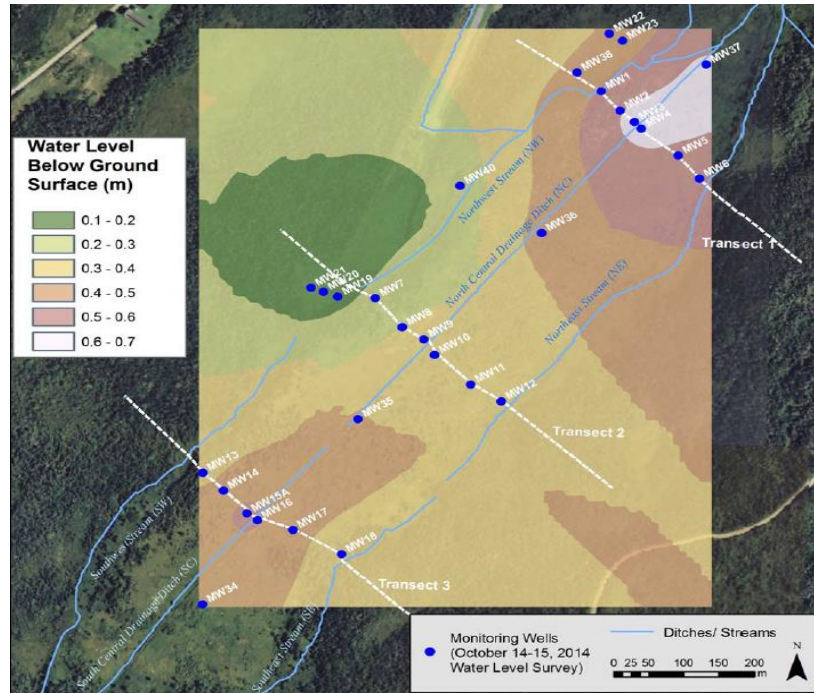 MW22
MW23
MW38
MW37
MW1
MW2
MW3
MW4
MW5
MW6
Transect 1
Water Level
Below Ground
Surface (m)
0.1 - 0.2
0.2 - 0.3
0.3 - 0.4
0.4 - 0.5
0.5 - 0.6
0.6 - 0.7
MW40
Northwest Stream (NW)
North Central Drainage Ditch (NC)
MW36
Northeast Stream (NE)
MW21
MW20
MW19
MW7
MW8
MW9
MW10
MW11
MW12
Transect 2
MW35
MW13
MW14
MW15A
MW16
MW17
MW18
Transect 3
MW34
Southwest Stream (SW)
South Central Drainage Ditch (SC)
Southeast Stream (SE)
Monitoring Wells
(October 14-15, 2014
Water Level Survey)
Ditches/ Streams
N
0 25 50 100 150 200
m